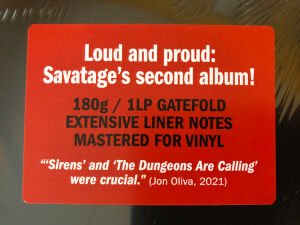 Loud and proud:
Savatage's second album!
180g / 1LP GATEFOLD
EXTENSIVE LINER NOTES
MASTERED FOR VINYL
"‘Sirens’ and ‘The Dungeons Are Calling’
were crucial." (Jon Oliva, 2021)